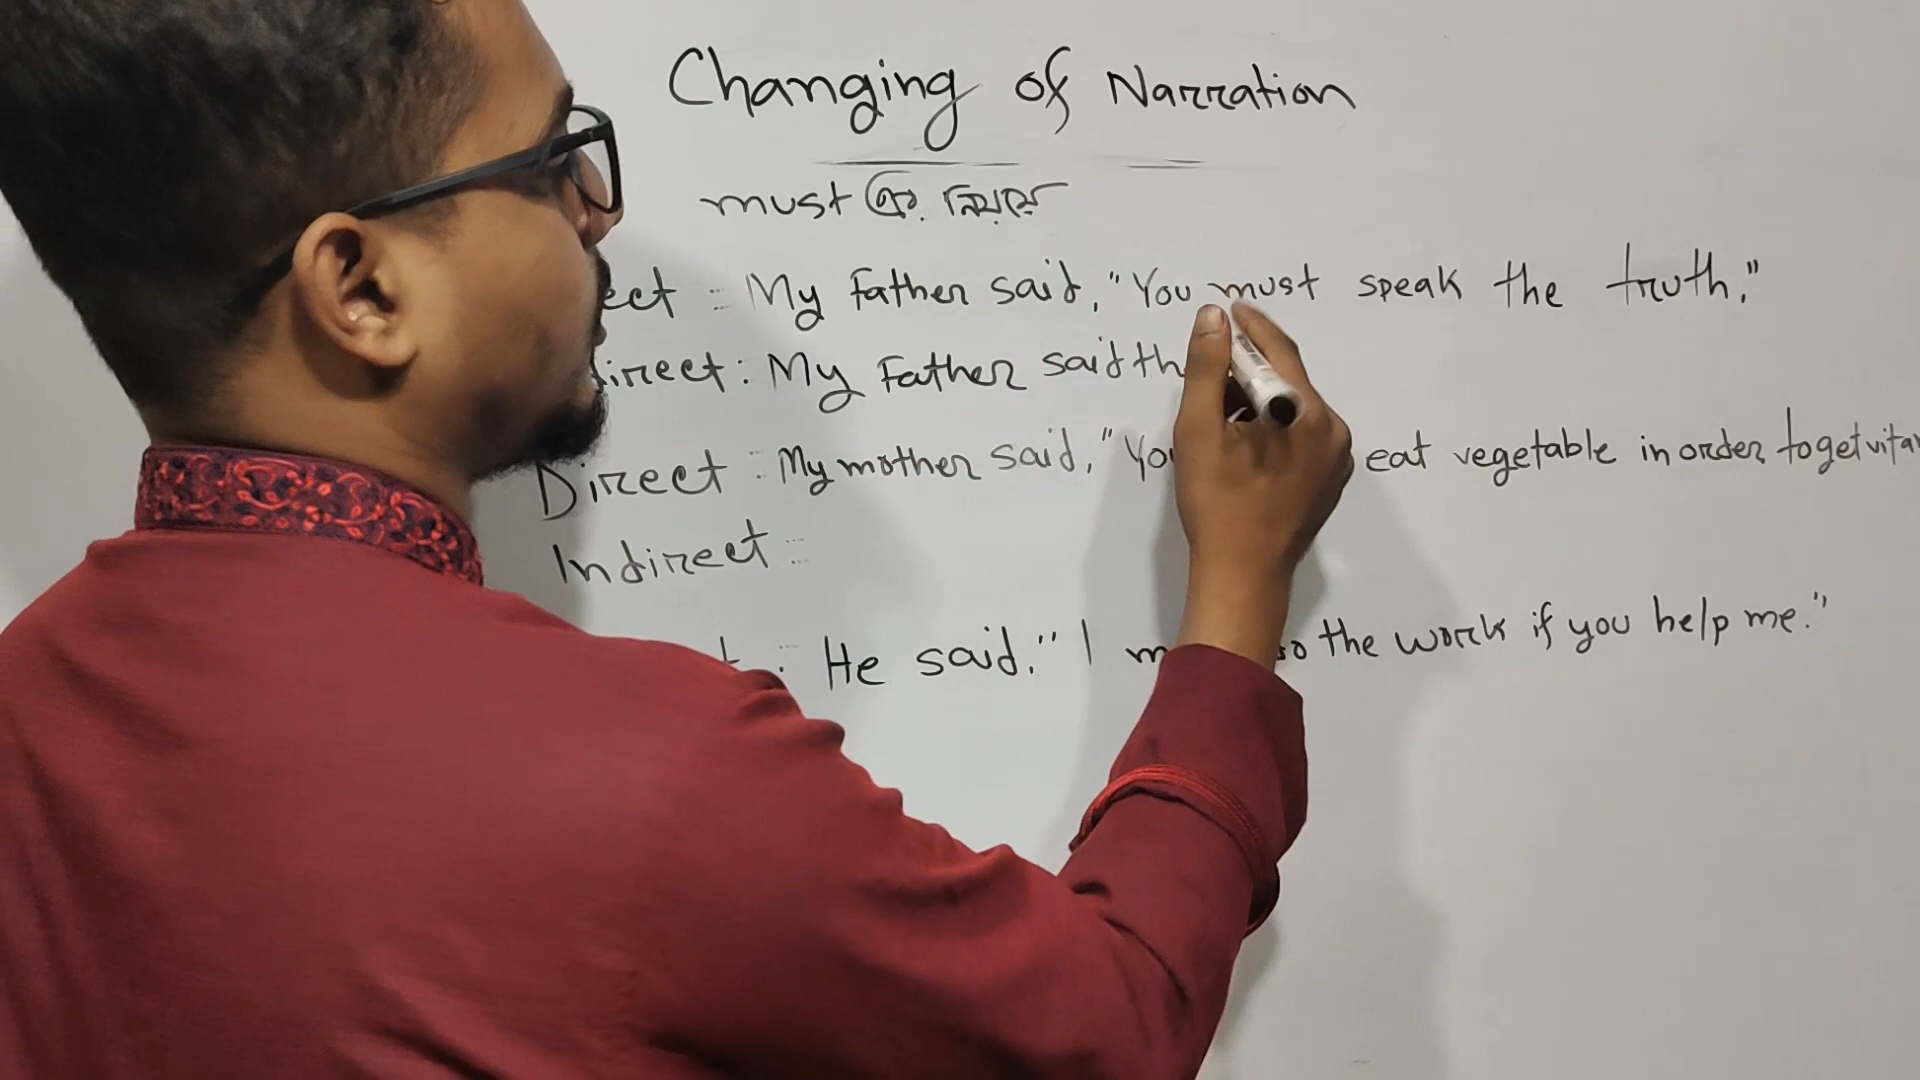 Changing of Narration
must
ect : My Father said, "You must speak the truth."
irect : My Father said th
Direct : My mother said, "You eat vegetable in order to get vita
Indirect :
He said. "I the work if you help me."